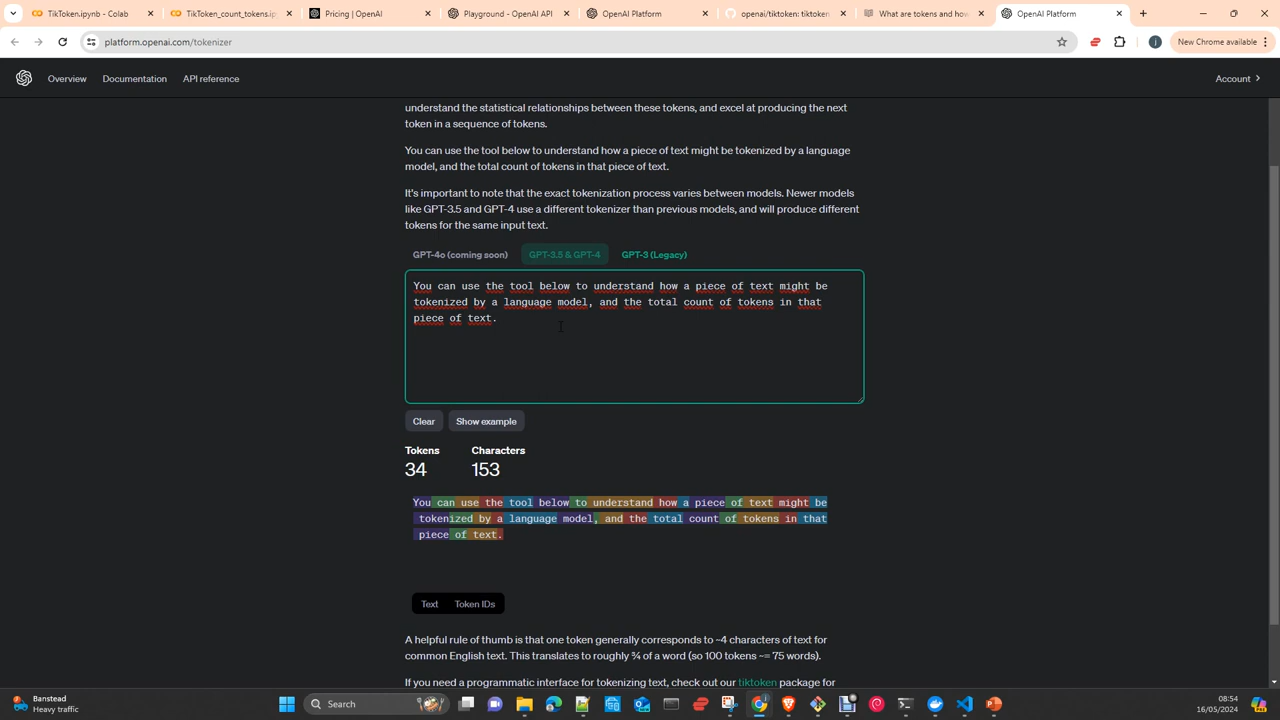 TikToken.ipynb - Colab
TikToken_count_tokens.ipy
Pricing | OpenAI
Playground - OpenAI API
OpenAI Platform
openai/tiktoken: tiktoken
What are tokens and how
OpenAI Platform
platform.openai.com/tokenizer
New Chrome available
Overview
Documentation
API reference
Account
understand the statistical relationships between these tokens, and excel at producing the next
token in a sequence of tokens.
You can use the tool below to understand how a piece of text might be tokenized by a language
model, and the total count of tokens in that piece of text.
It's important to note that the exact tokenization process varies between models. Newer models
like GPT-3.5 and GPT-4 use a different tokenizer than previous models, and will produce different
tokens for the same input text.
GPT-4o (coming soon)
GPT-3.5 & GPT-4
GPT-3 (Legacy)
You can use the tool below to understand how a piece of text might be
tokenized by a language model, and the total count of tokens in that
piece of text.
Clear
Show example
Tokens
Characters
34
153
You can use the tool below to understand how a piece of text might be
tokenized by a language model, and the total count of tokens in that
piece of text.
Text
Token IDs
A helpful rule of thumb is that one token generally corresponds to ~4 characters of text for
common English text. This translates to roughly ¾ of a word (so 100 tokens ~= 75 words).
If you need a programmatic interface for tokenizing text, check out our tiktoken package for
Banstead
Heavy traffic
Search
08:54
16/05/2024